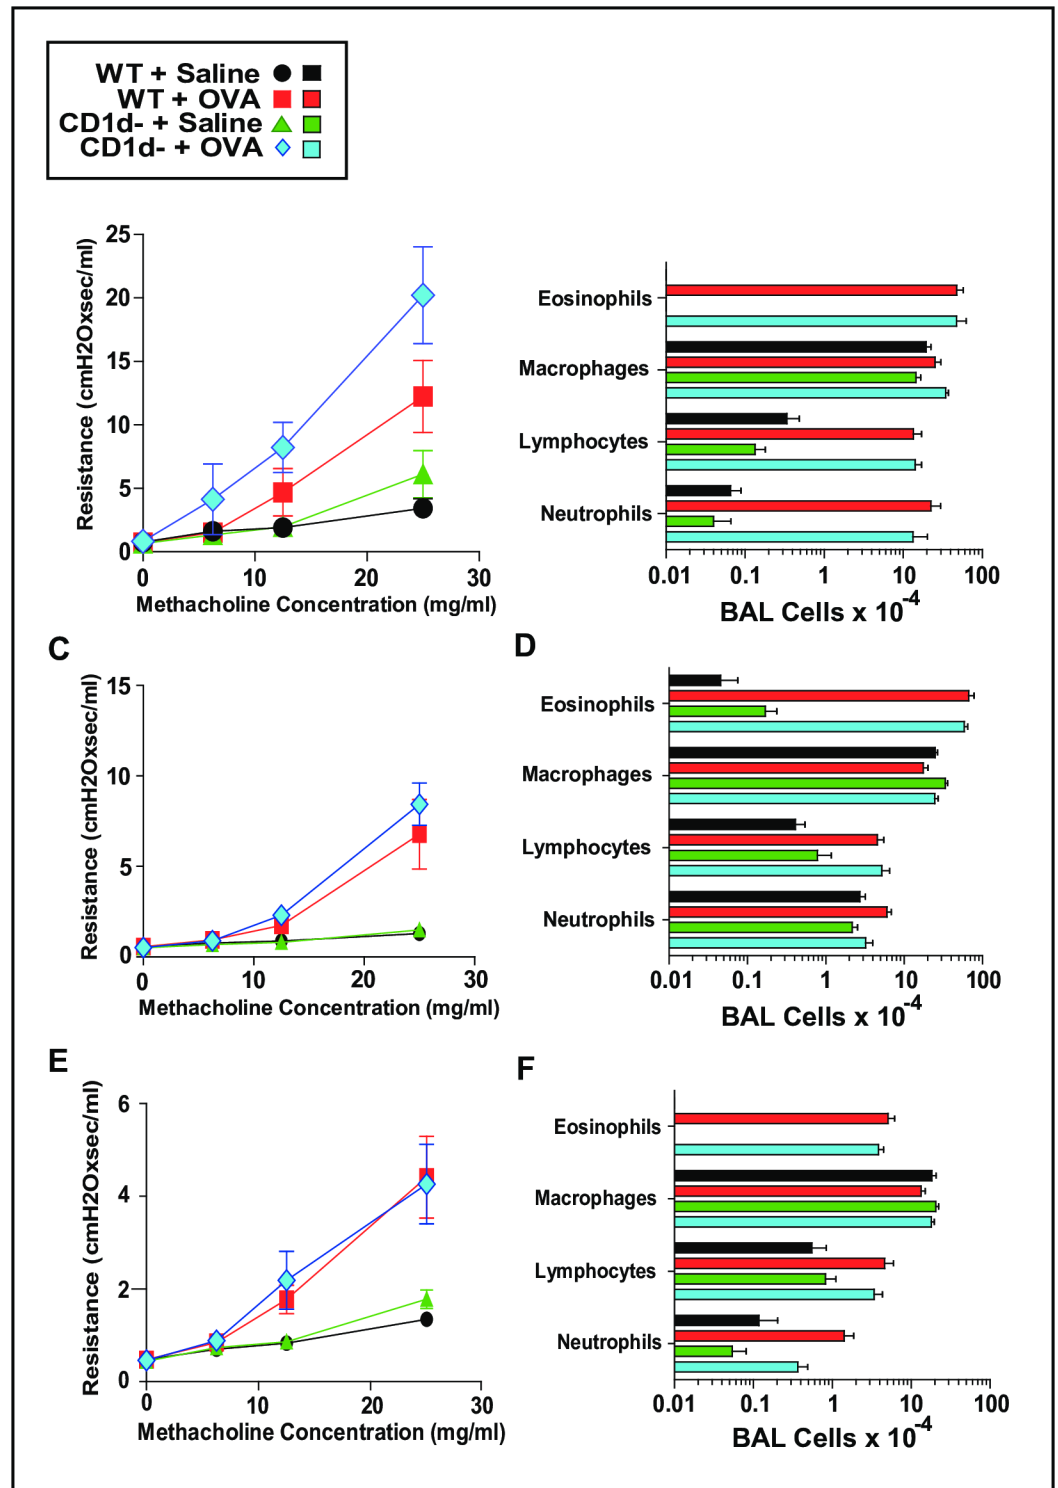 WT + Saline
WT + OVA
CD1d- + Saline
CD1d- + OVA
Resistance (cmH2Oxsec/ml)
25
20
15
10
5
0
0 10 20 30
Methacholine Concentration (mg/ml)
Eosinophils
Macrophages
Lymphocytes
Neutrophils
0.01 0.1 1 10 100
BAL Cells x 10-4
C
Resistance (cmH2Oxsec/ml)
15
10
5
0
0 10 20 30
Methacholine Concentration (mg/ml)
D
Eosinophils
Macrophages
Lymphocytes
Neutrophils
0.01 0.1 1 10 100
BAL Cells x 10-4
E
Resistance (cmH2Oxsec/ml)
6
4
2
0
0 10 20 30
Methacholine Concentration (mg/ml)
F
Eosinophils
Macrophages
Lymphocytes
Neutrophils
0.01 0.1 1 10 100
BAL Cells x 10-4